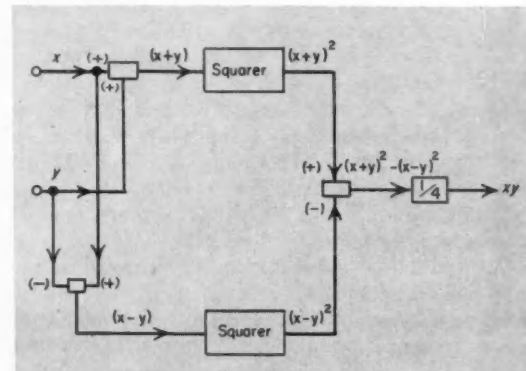 x (+) (x+y) Squarer (x+y)²
(+)
y (+) (x+y)² -(x-y)² 1/4 xy
(-)
(-) (+)
(x-y) Squarer (x-y)²